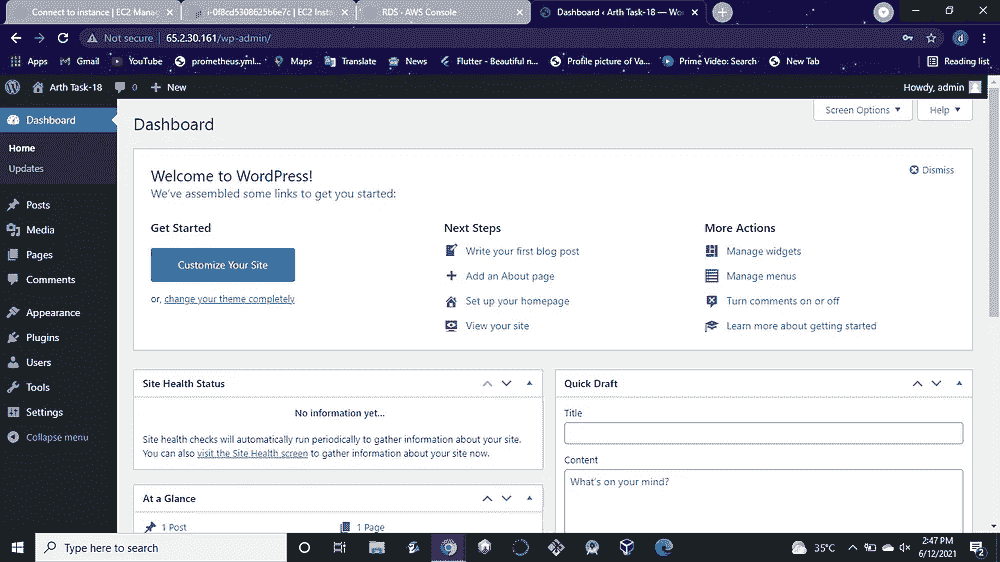 Connect to instance | EC2 Manag
i-0f8cd5308625b6e7c | EC2 Inst
RDS · AWS Console
Dashboard ‹ Arth Task-18 — Wo
Not secure | 65.2.30.161/wp-admin/
Apps
Gmail
YouTube
prometheus.yml...
Maps
Translate
News
Flutter - Beautiful n...
Profile picture of Va...
Prime Video: Search
New Tab
Reading list
Arth Task-18
0
New
Howdy, admin
Dashboard
Home
Updates
Posts
Media
Pages
Comments
Appearance
Plugins
Users
Tools
Settings
Collapse menu
Screen Options
Help
Dashboard
Welcome to WordPress!
We've assembled some links to get you started:
Dismiss
Get Started
Customize Your Site
or, change your theme completely
Next Steps
Write your first blog post
Add an About page
Set up your homepage
View your site
More Actions
Manage widgets
Manage menus
Turn comments on or off
Learn more about getting started
Site Health Status
No information yet...
Site health checks will automatically run periodically to gather information about your site.
You can also visit the Site Health screen to gather information about your site now.
At a Glance
1 Post
1 Page
Quick Draft
Title
Content
What's on your mind?
Type here to search
35°C
2:47 PM
6/12/2021
2